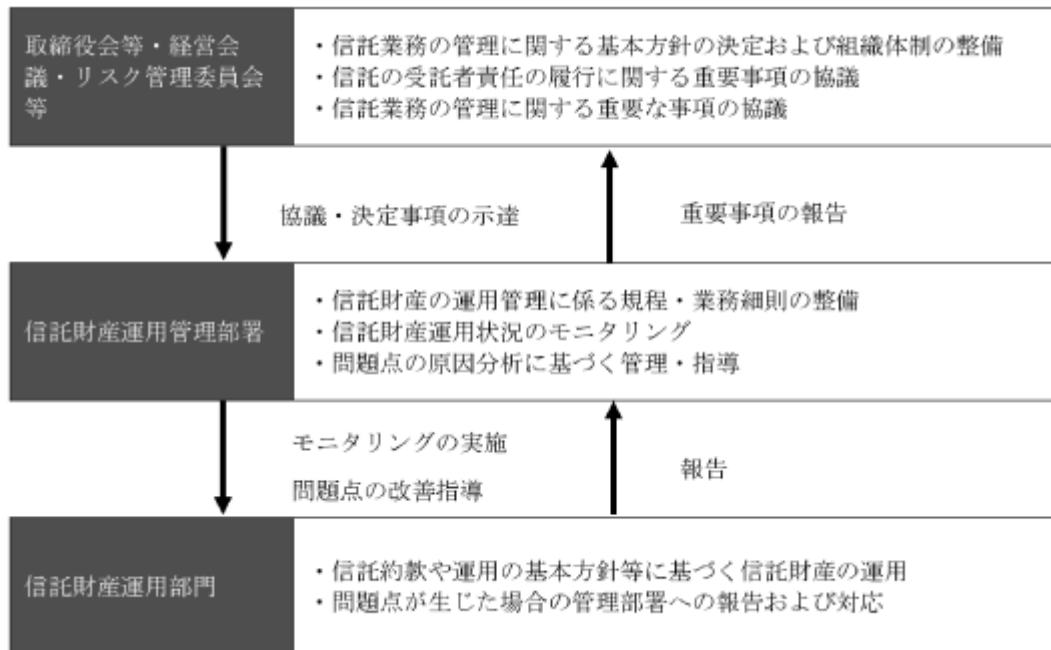 取締役会等・経営会
議・リスク管理委員会
等
・信託業務の管理に関する基本方針の決定および組織体制の整備
・信託の受託者責任の履行に関する重要事項の協議
・信託業務の管理に関する重要な事項の協議
協議・決定事項の示達
重要事項の報告
信託財産運用管理部署
・信託財産の運用管理に係る規程・業務細則の整備
・信託財産運用状況のモニタリング
・問題点の原因分析に基づく管理・指導
モニタリングの実施
問題点の改善指導
報告
信託財産運用部門
・信託約款や運用の基本方針等に基づく信託財産の運用
・問題点が生じた場合の管理部署への報告および対応